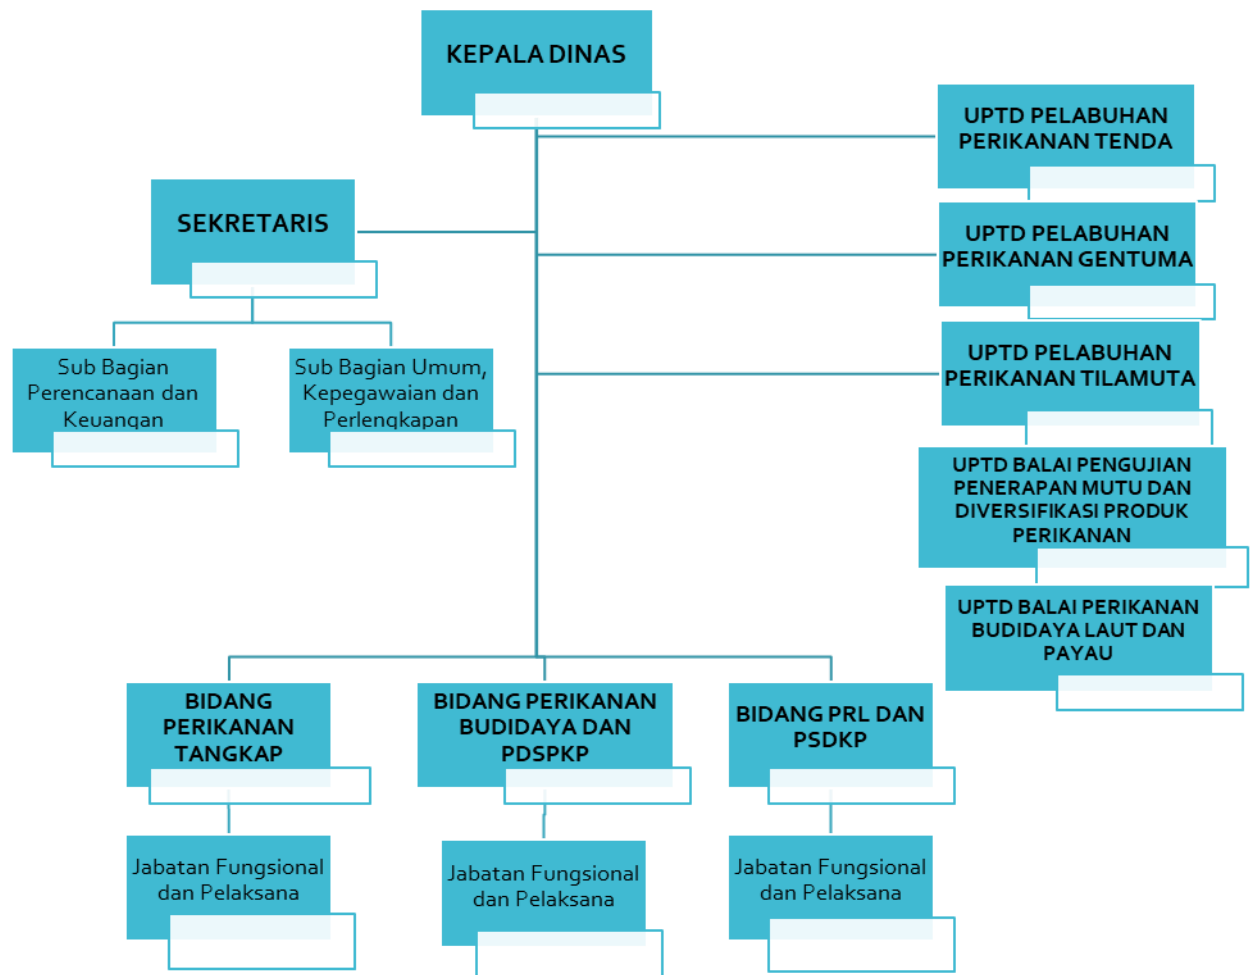 KEPALA DINAS
UPTD PELABUHAN
PERIKANAN TENDA
SEKRETARIS
UPTD PELABUHAN
PERIKANAN GENTUMA
Sub Bagian
Perencanaan dan
Keuangan
Sub Bagian Umum,
Kepegawaian dan
Perlengkapan
UPTD PELABUHAN
PERIKANAN TILAMUTA
UPTD BALAI PENGUJIAN
PENERAPAN MUTU DAN
DIVERSIFIKASI PRODUK
PERIKANAN
UPTD BALAI PERIKANAN
BUDIDAYA LAUT DAN
PAYAU
BIDANG
PERIKANAN
TANGKAP
BIDANG PERIKANAN
BUDIDAYA DAN
PDSPKP
BIDANG PRL DAN
PSDKP
Jabatan Fungsional
dan Pelaksana
Jabatan Fungsional
dan Pelaksana
Jabatan Fungsional
dan Pelaksana